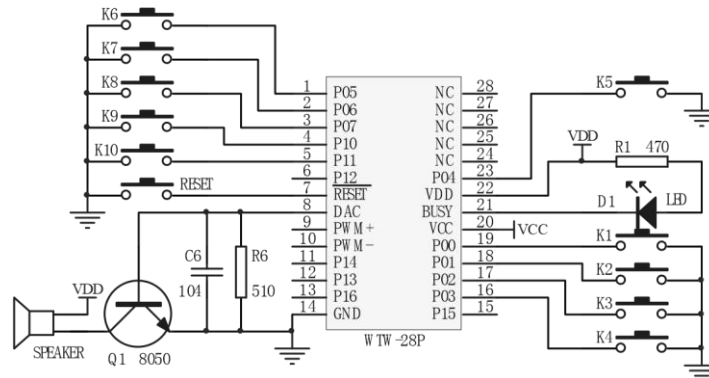 K6
K7
K8
K9
K10
RESET
1 P05 NC 28
2 P06 NC 27
3 P07 NC 26
4 P10 NC 25
5 P11 NC 24
6 P12 P04 23
7 RESET VDD 22
8 DAC BUSY 21
9 PWM+ VCC 20
10 PWM- P00 19
11 P14 P01 18
12 P13 P02 17
13 P16 P03 16
14 GND P15 15
WTW-28P
K5
VDD
R1 470
D1 LED
VCC
K1
K2
K3
K4
C6
104
R6
510
VDD
SPEAKER
Q1 8050